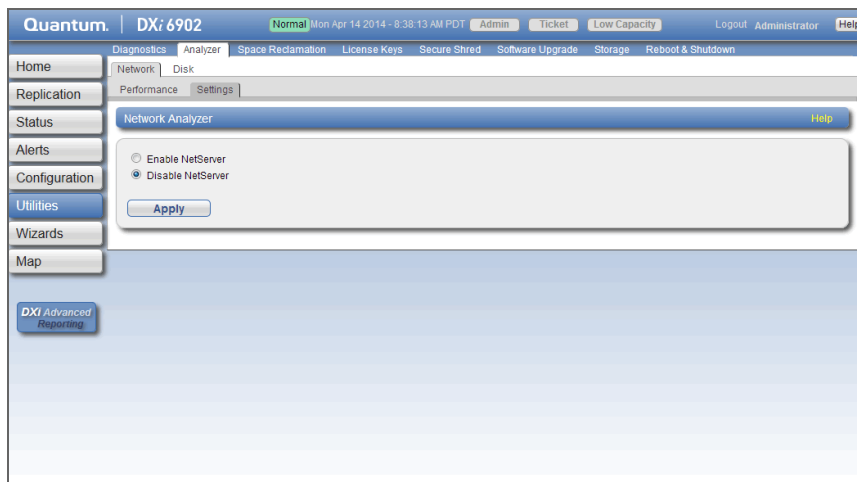 Quantum. DXi 6902 Normal Mon Apr 14 2014 - 8:38:13 AM PDT Admin Ticket Low Capacity Logout Administrator Help
Diagnostics Analyzer Space Reclamation License Keys Secure Shred Software Upgrade Storage Reboot & Shutdown
Home
Replication
Status
Alerts
Configuration
Utilities
Wizards
Map
DXi Advanced
Reporting
Network Disk
Performance Settings
Network Analyzer Help
Enable NetServer
Disable NetServer
Apply